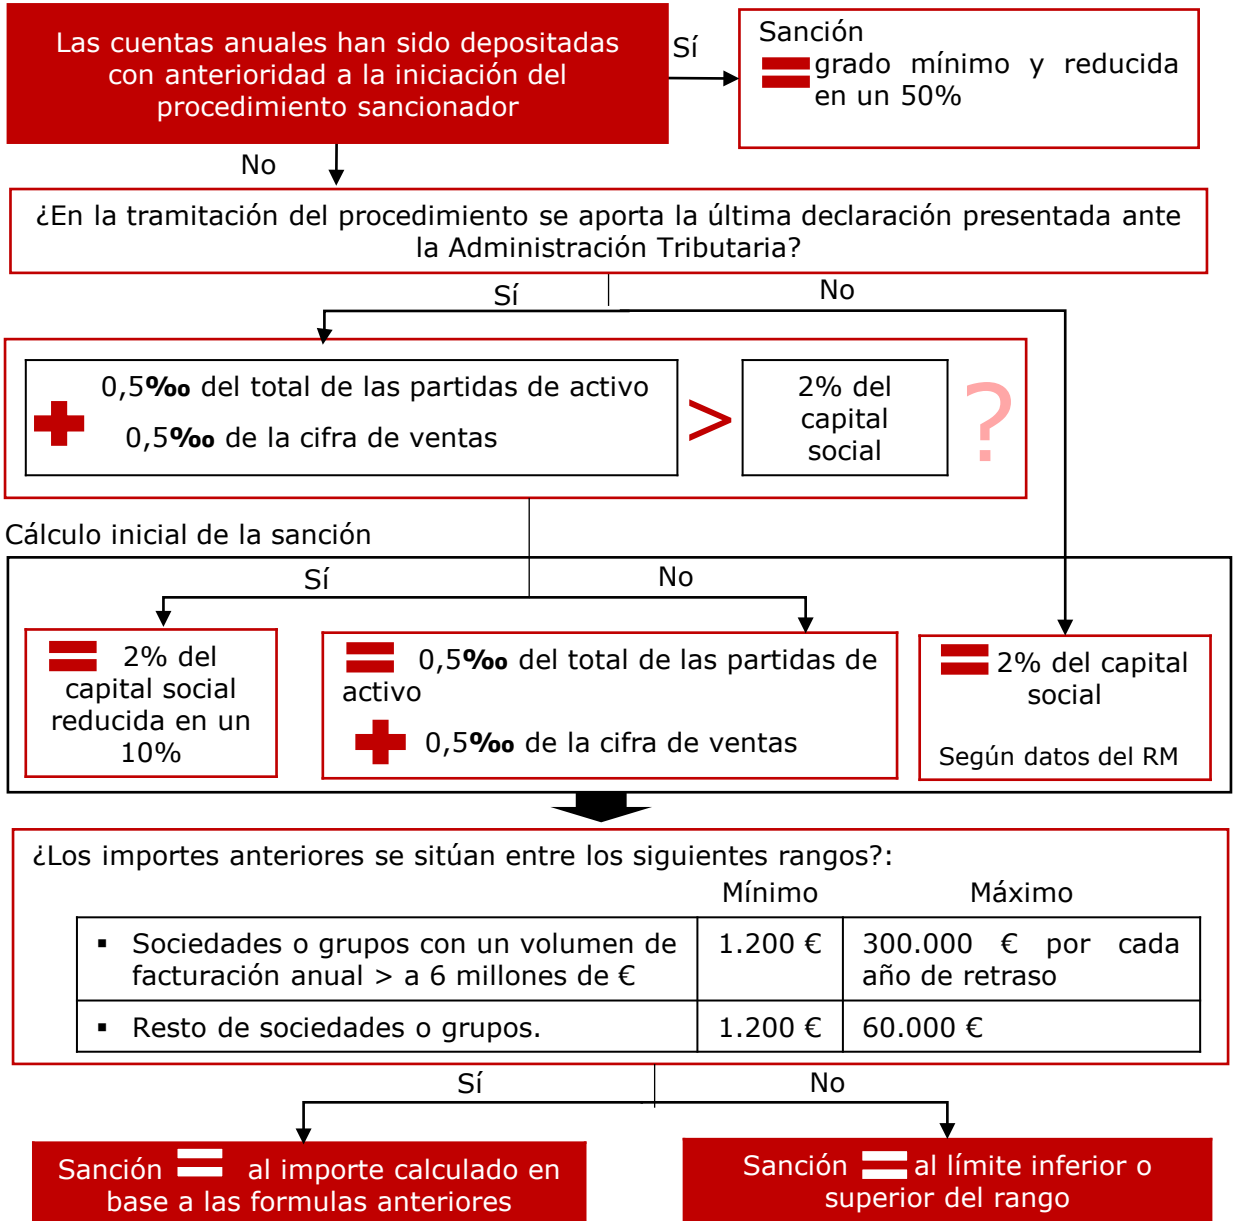 Las cuentas anuales han sido depositadas
con anterioridad a la iniciación del
procedimiento sancionador
Sí
Sanción
grado mínimo y reducida
en un 50%
No
¿En la tramitación del procedimiento se aporta la última declaración presentada ante
la Administración Tributaria?
Sí
No
0,5‰ del total de las partidas de activo
0,5‰ de la cifra de ventas
>
2% del
capital
social
?
Cálculo inicial de la sanción
Sí
No
2% del
capital social
reducida en un
10%
0,5‰ del total de las partidas de
activo
0,5‰ de la cifra de ventas
2% del capital
social
Según datos del RM
¿Los importes anteriores se sitúan entre los siguientes rangos?:
Mínimo
Máximo
▪ Sociedades o grupos con un volumen de
facturación anual > a 6 millones de €
1.200 €
300.000 € por cada
año de retraso
▪ Resto de sociedades o grupos.
1.200 €
60.000 €
Sí
No
Sanción = al importe calculado en
base a las formulas anteriores
Sanción = al límite inferior o
superior del rango